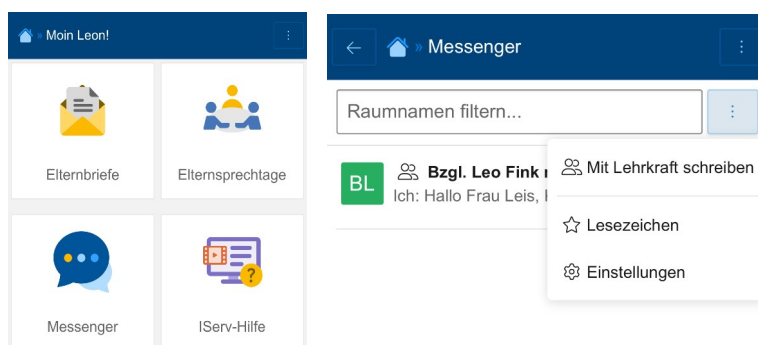 » Moin Leon!
Elternbriefe
Elternsprechtage
Messenger
IServ-Hilfe
» Messenger
Raumnamen filtern...
BL
Bzgl. Leo Fink
Ich: Hallo Frau Leis,
Mit Lehrkraft schreiben
Lesezeichen
Einstellungen